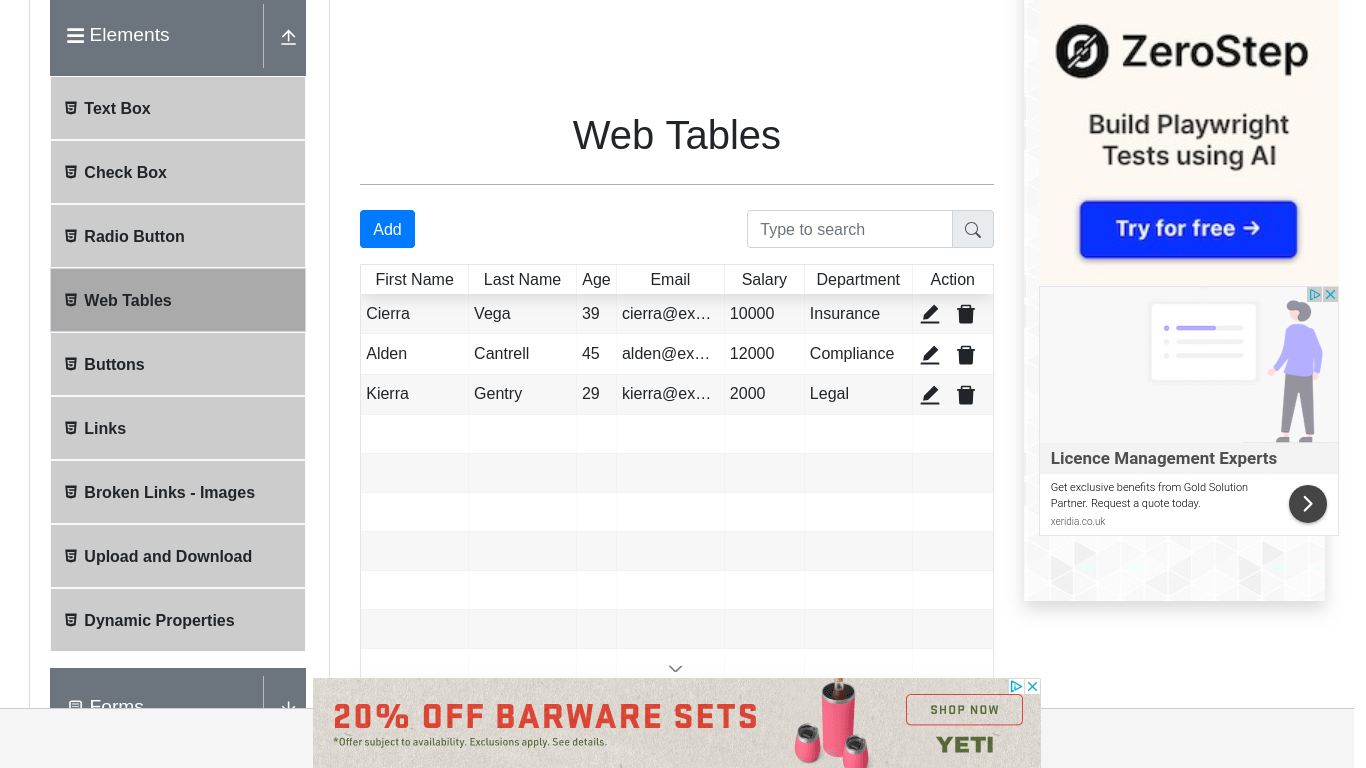 Elements
Text Box
Check Box
Radio Button
Web Tables
Buttons
Links
Broken Links - Images
Upload and Download
Dynamic Properties
Forms
Web Tables
Add
Type to search
First Name Last Name Age Email Salary Department Action
Cierra Vega 39 cierra@ex… 10000 Insurance
Alden Cantrell 45 alden@ex… 12000 Compliance
Kierra Gentry 29 kierra@ex… 2000 Legal
ZeroStep
Build Playwright
Tests using AI
Try for free →
Licence Management Experts
Get exclusive benefits from Gold Solution
Partner. Request a quote today.
xeridia.co.uk
20% OFF BARWARE SETS
*Offer subject to availability. Exclusions apply. See details.
SHOP NOW
YETI